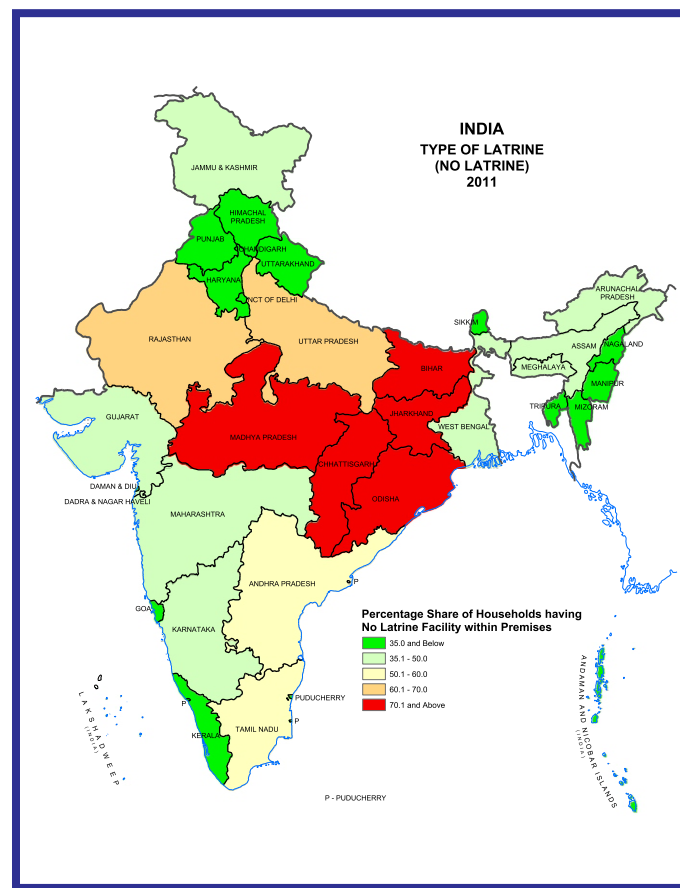 INDIA
TYPE OF LATRINE
(NO LATRINE)
2011
JAMMU & KASHMIR
HIMACHAL
PRADESH
PUNJAB
CHANDIGARH
UTTARAKHAND
HARYANA
NCT OF DELHI
ARUNACHAL
PRADESH
SIKKIM
RAJASTHAN
UTTAR PRADESH
ASSAM
NAGALAND
BIHAR
MEGHALAYA
MANIPUR
TRIPURA
MIZORAM
GUJARAT
JHARKHAND
WEST BENGAL
MADHYA PRADESH
CHHATTISGARH
DAMAN & DIU
DADRA & NAGAR HAVELI
ODISHA
MAHARASHTRA
ANDHRA PRADESH
P
GOA
KARNATAKA
Percentage Share of Households having
No Latrine Facility within Premises
35.0 and Below
35.1 - 50.0
50.1 - 60.0
60.1 - 70.0
70.1 and Above
ANDAMAN AND NICOBAR ISLANDS
(INDIA)
LAKSHADWEEP
(INDIA)
P
PUDUCHERRY
P
KERALA
TAMIL NADU
P - PUDUCHERRY